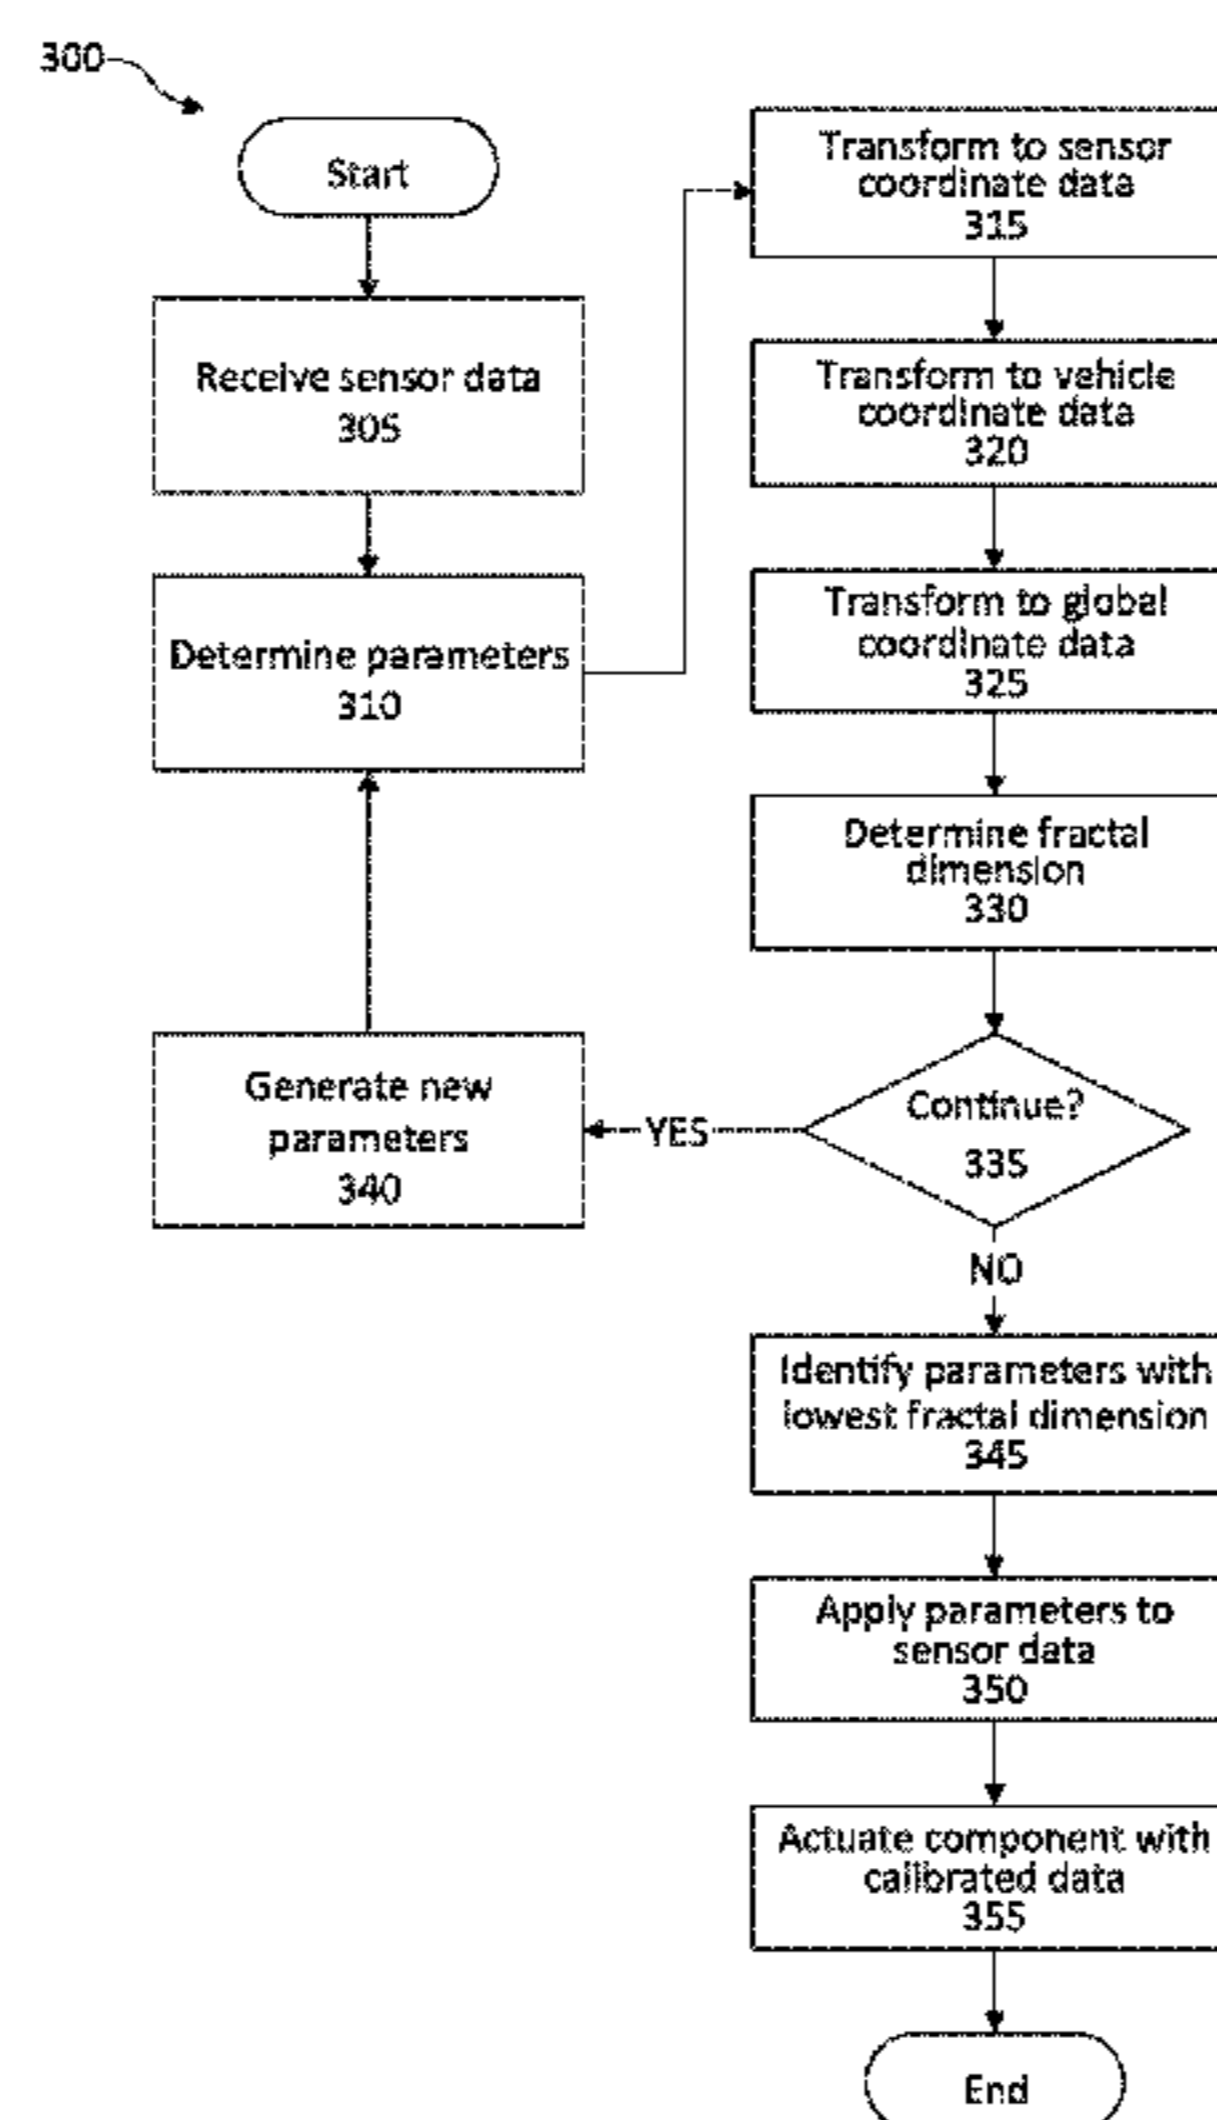 300
Start
Receive sensor data
305
Determine parameters
310
Generate new
parameters
340
Transform to sensor
coordinate data
315
Transform to vehicle
coordinate data
320
Transform to global
coordinate data
325
Determine fractal
dimension
330
Continue?
335
YES
NO
Identify parameters with
lowest fractal dimension
345
Apply parameters to
sensor data
350
Actuate component with
calibrated data
355
End